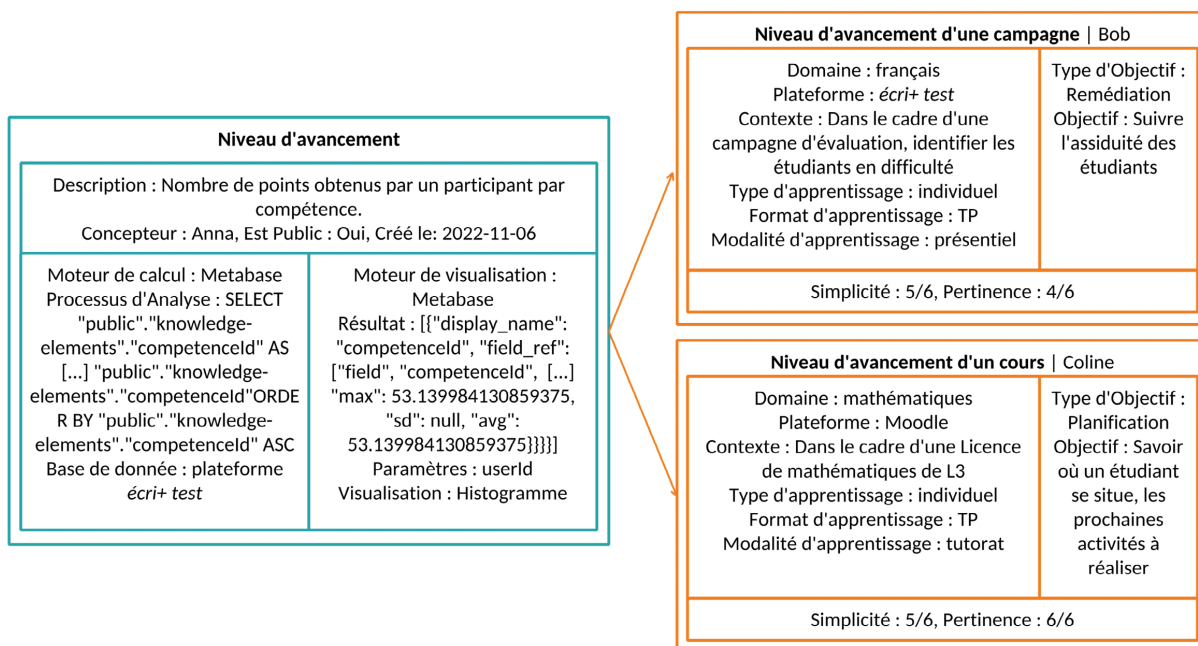 Niveau d'avancement
Description : Nombre de points obtenus par un participant par
compétence.
Concepteur : Anna, Est Public : Oui, Créé le: 2022-11-06
Moteur de calcul : Metabase
Processus d'Analyse : SELECT
"public"."knowledge-
elements"."competenceId" AS
[...] "public"."knowledge-
elements"."competenceId"ORDE
R BY "public"."knowledge-
elements"."competenceId" ASC
Base de donnée : plateforme
écri+ test
Moteur de visualisation :
Metabase
Résultat : [{"display_name":
"competenceId", "field_ref":
["field", "competenceId", [...]
"max": 53.139984130859375,
"sd": null, "avg":
53.139984130859375}}}}]
Paramètres : userId
Visualisation : Histogramme
Niveau d'avancement d'une campagne | Bob
Domaine : français
Plateforme : écri+ test
Contexte : Dans le cadre d'une
campagne d'évaluation, identifier les
étudiants en difficulté
Type d'apprentissage : individuel
Format d'apprentissage : TP
Modalité d'apprentissage : présentiel
Type d'Objectif :
Remédiation
Objectif : Suivre
l'assiduité des
étudiants
Simplicité : 5/6, Pertinence : 4/6
Niveau d'avancement d'un cours | Coline
Domaine : mathématiques
Plateforme : Moodle
Contexte : Dans le cadre d'une Licence
de mathématiques de L3
Type d'apprentissage : individuel
Format d'apprentissage : TP
Modalité d'apprentissage : tutorat
Type d'Objectif :
Planification
Objectif : Savoir
où un étudiant
se situe, les
prochaines
activités à
réaliser
Simplicité : 5/6, Pertinence : 6/6